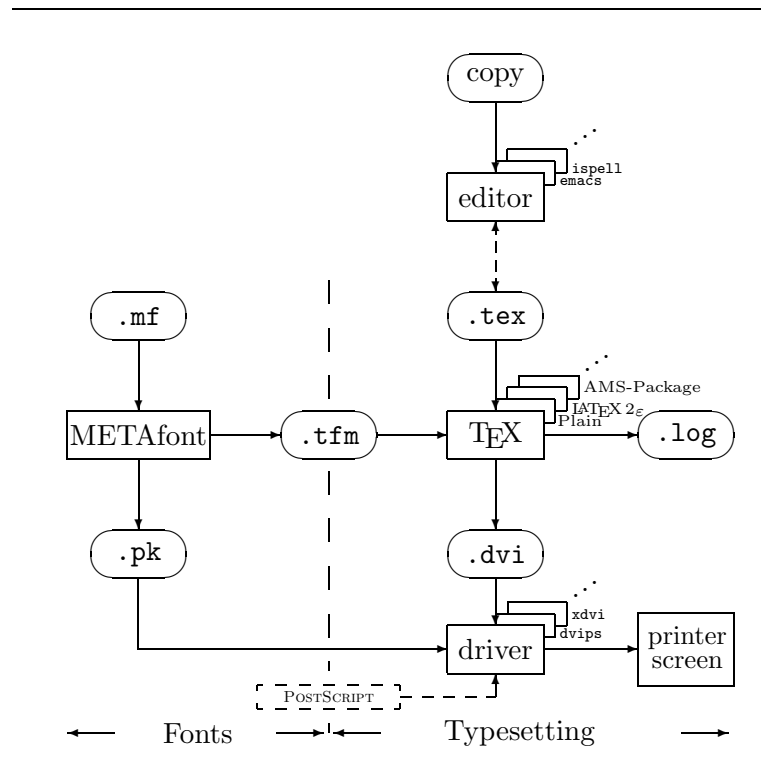 copy
ispell
emacs
editor
.mf
.tex
AMS-Package
LATEX 2ε
Plain
METAfont
.tfm
TEX
.log
.pk
.dvi
xdvi
dvips
driver
printer
screen
POSTSCRIPT
Fonts
Typesetting